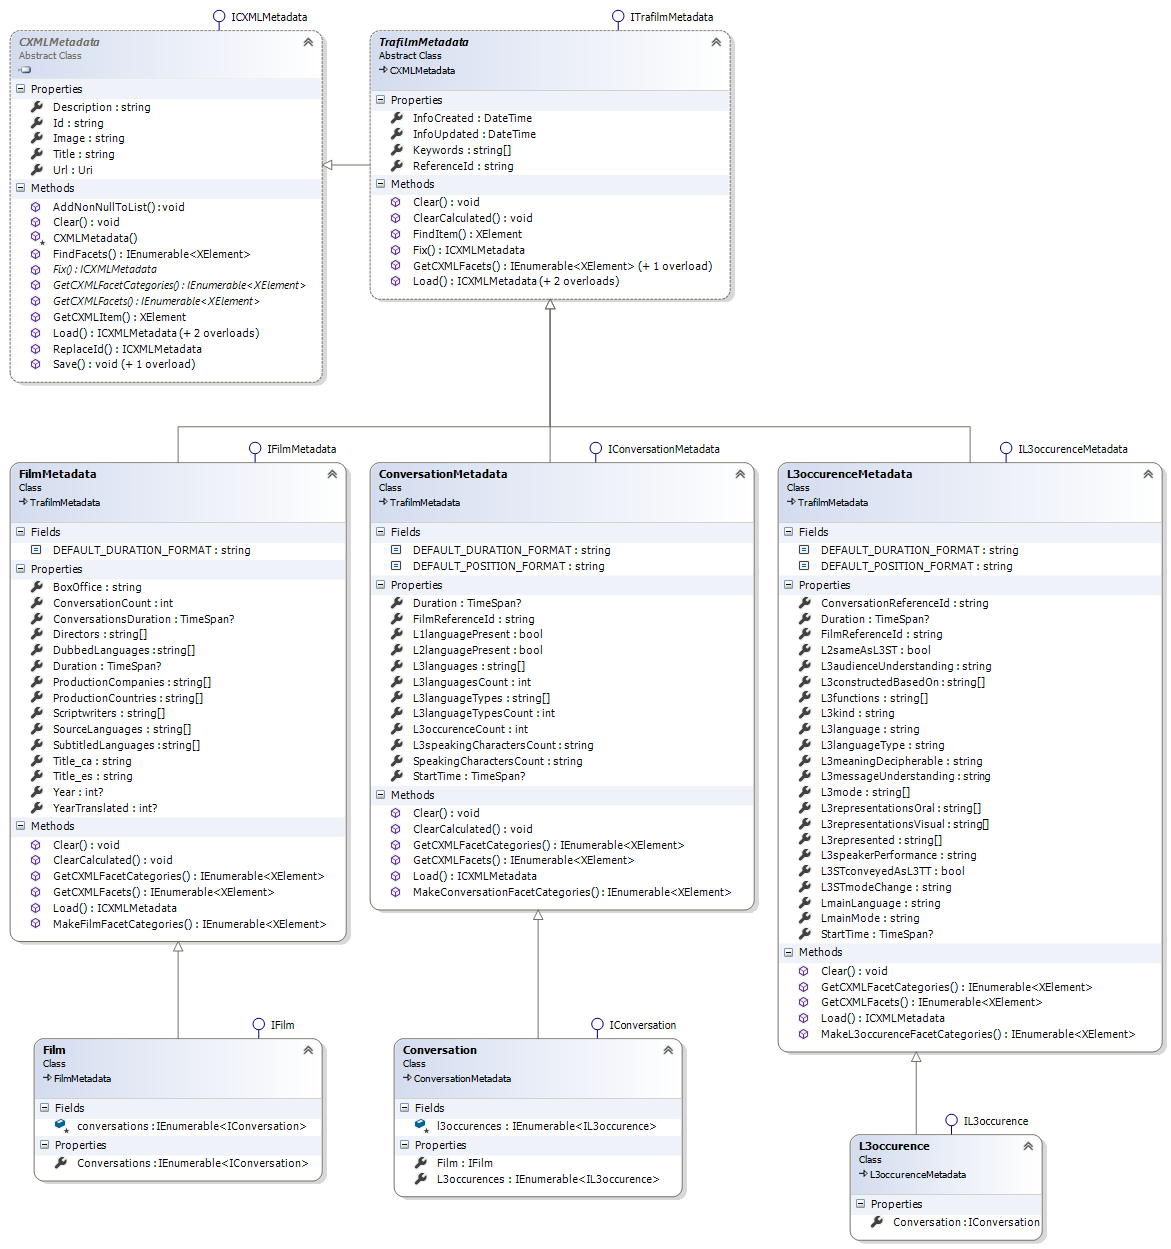 ICXMLMetadata
CXMLMetadata
Abstract Class
Properties
Description : string
Id : string
Image : string
Title : string
Url : Uri
Methods
AddNonNullToList() : void
Clear() : void
CXMLMetadata()
FindFacets() : IEnumerable<XElement>
Fix() : ICXMLMetadata
GetCXMLFacetCategories() : IEnumerable<XElement>
GetCXMLFacets() : IEnumerable<XElement>
GetCXMLItem() : XElement
Load() : ICXMLMetadata (+ 2 overloads)
ReplaceId() : ICXMLMetadata
Save() : void (+ 1 overload)
ITrafilmMetadata
TrafilmMetadata
Abstract Class
CXMLMetadata
Properties
InfoCreated : DateTime
InfoUpdated : DateTime
Keywords : string[]
ReferenceId : string
Methods
Clear() : void
ClearCalculated() : void
FindItem() : XElement
Fix() : ICXMLMetadata
GetCXMLFacets() : IEnumerable<XElement> (+ 1 overload)
Load() : ICXMLMetadata (+ 2 overloads)
IFilmMetadata
FilmMetadata
Class
TrafilmMetadata
Fields
DEFAULT_DURATION_FORMAT : string
Properties
BoxOffice : string
ConversationCount : int
ConversationsDuration : TimeSpan?
Directors : string[]
DubbedLanguages : string[]
Duration : TimeSpan?
ProductionCompanies : string[]
ProductionCountries : string[]
Scriptwriters : string[]
SourceLanguages : string[]
SubtitledLanguages : string[]
Title_ca : string
Title_es : string
Year : int?
YearTranslated : int?
Methods
Clear() : void
ClearCalculated() : void
GetCXMLFacetCategories() : IEnumerable<XElement>
GetCXMLFacets() : IEnumerable<XElement>
Load() : ICXMLMetadata
MakeFilmFacetCategories() : IEnumerable<XElement>
IConversationMetadata
ConversationMetadata
Class
TrafilmMetadata
Fields
DEFAULT_DURATION_FORMAT : string
DEFAULT_POSITION_FORMAT : string
Properties
Duration : TimeSpan?
FilmReferenceId : string
L1languagePresent : bool
L2languagePresent : bool
L3languages : string[]
L3languagesCount : int
L3languageTypes : string[]
L3languageTypesCount : int
L3occurenceCount : int
L3speakingCharactersCount : string
SpeakingCharactersCount : string
StartTime : TimeSpan?
Methods
Clear() : void
ClearCalculated() : void
GetCXMLFacetCategories() : IEnumerable<XElement>
GetCXMLFacets() : IEnumerable<XElement>
Load() : ICXMLMetadata
MakeConversationFacetCategories() : IEnumerable<XElement>
IL3occurenceMetadata
L3occurenceMetadata
Class
TrafilmMetadata
Fields
DEFAULT_DURATION_FORMAT : string
DEFAULT_POSITION_FORMAT : string
Properties
ConversationReferenceId : string
Duration : TimeSpan?
FilmReferenceId : string
L2sameAsL3ST : bool
L3audienceUnderstanding : string
L3constructedBasedOn : string[]
L3functions : string[]
L3kind : string
L3language : string
L3languageType : string
L3meaningDecipherable : string
L3messageUnderstanding : string
L3mode : string[]
L3representationsOral : string[]
L3representationsVisual : string[]
L3represented : string[]
L3speakerPerformance : string
L3STconveyedAsL3TT : bool
L3STmodeChange : string
LmainLanguage : string
LmainMode : string
StartTime : TimeSpan?
Methods
Clear() : void
GetCXMLFacetCategories() : IEnumerable<XElement>
GetCXMLFacets() : IEnumerable<XElement>
Load() : ICXMLMetadata
MakeL3occurenceFacetCategories() : IEnumerable<XElement>
IFilm
Film
Class
FilmMetadata
Fields
conversations : IEnumerable<IConversation>
Properties
Conversations : IEnumerable<IConversation>
IConversation
Conversation
Class
ConversationMetadata
Fields
l3occurences : IEnumerable<IL3occurence>
Properties
Film : IFilm
L3occurences : IEnumerable<IL3occurence>
IL3occurence
L3occurence
Class
L3occurenceMetadata
Properties
Conversation : IConversation